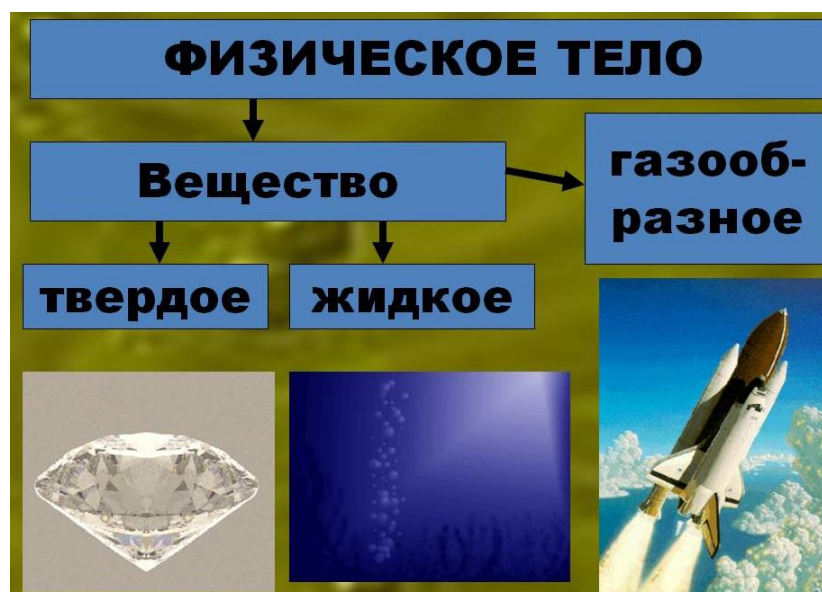 ФИЗИЧЕСКОЕ ТЕЛО
Вещество
газооб-
разное
твердое
жидкое